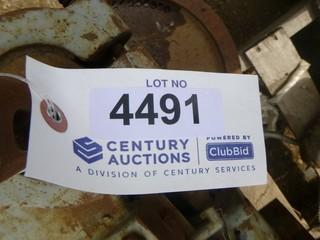 LOT NO
4491
CENTURY
AUCTIONS
POWERED BY
ClubBid
A DIVISION OF CENTURY SERVICES